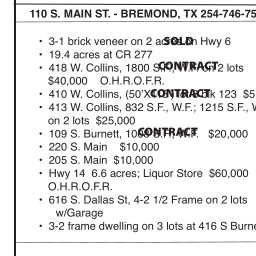 110 S. MAIN ST. - BREMOND, TX 254-746-75
• 3-1 brick veneer on 2 SOLD on Hwy 6
• 19.4 acres at CR 277
• 418 W. Collins, 1800 CONTRACT on 2 lots
$40,000 O.H.R.O.F.R.
• 410 W. Collins, CONTRACT 123
• 413 W. Collins, 832 S.F., W.F.; 1215 S.F., W
on 2 lots $25,000
• 109 S. Burnett, CONTRACT $20,000
• 220 S. Main $10,000
• 205 S. Main $10,000
• Hwy 14 6.6 acres; Liquor Store $60,000
O.H.R.O.F.R.
• 616 S. Dallas St, 4-2 1/2 Frame on 2 lots
w/Garage
• 3-2 frame dwelling on 3 lots at 416 S Burne